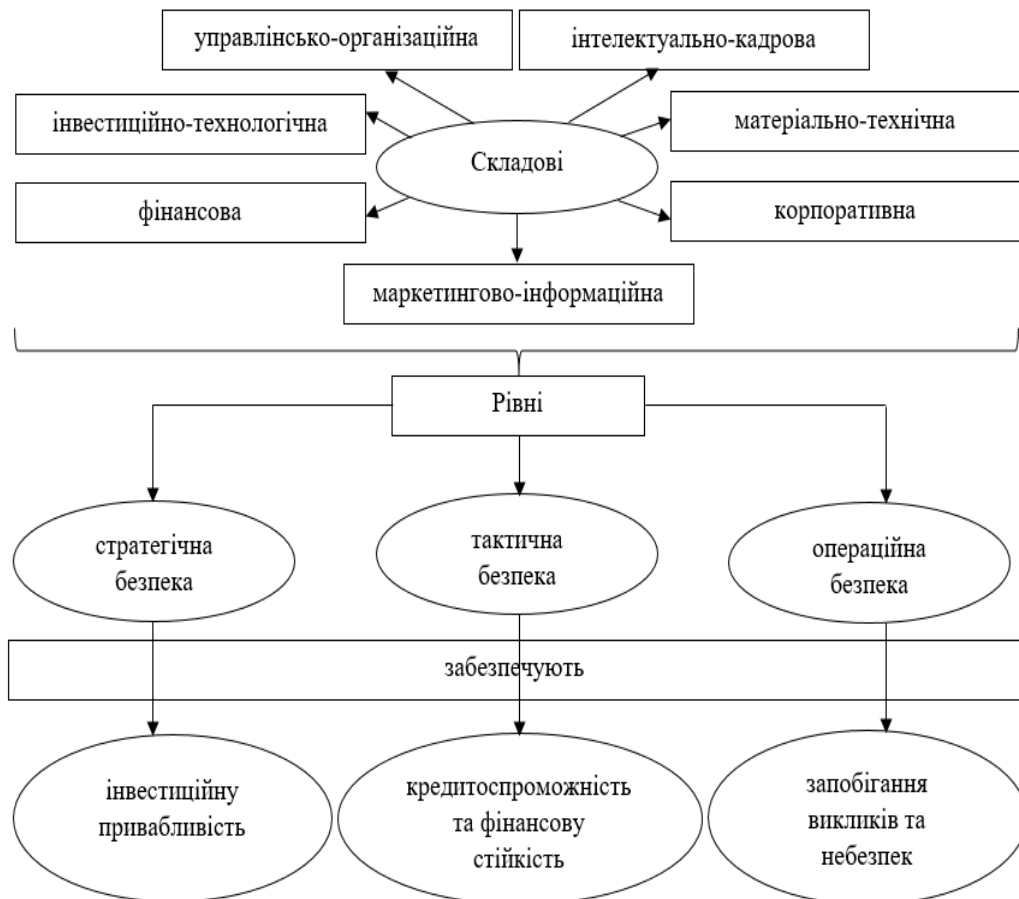 управлінсько-організаційна
інтелектуально-кадрова
інвестиційно-технологічна
Складові
матеріально-технічна
фінансова
корпоративна
маркетингово-інформаційна
Рівні
стратегічна
безпека
тактична
безпека
операційна
безпека
забезпечують
інвестиційну
привабливість
кредитоспроможність
та фінансову
стійкість
запобігання
викликів та
небезпек